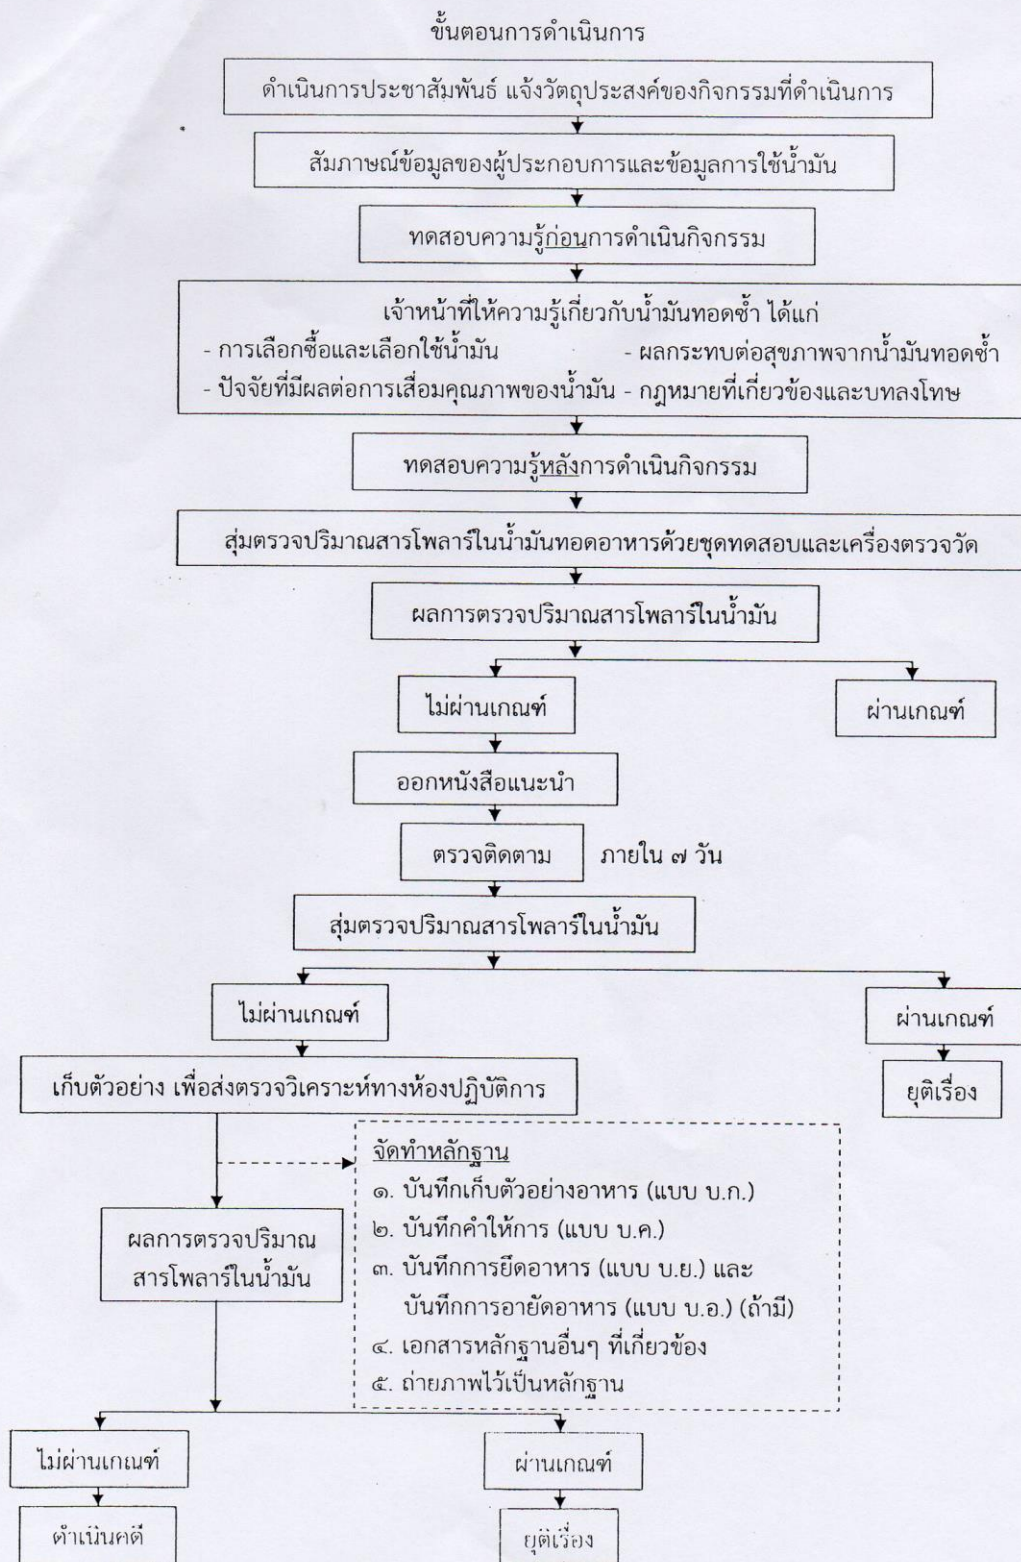 ขั้นตอนการดำเนินการ
ดำเนินการประชาสัมพันธ์ แจ้งวัตถุประสงค์ของกิจกรรมที่ดำเนินการ
สัมภาษณ์ข้อมูลของผู้ประกอบการและข้อมูลการใช้น้ำมัน
ทดสอบความรู้ก่อนการดำเนินกิจกรรม
เจ้าหน้าที่ให้ความรู้เกี่ยวกับน้ำมันทอดซ้ำ ได้แก่
- การเลือกซื้อและเลือกใช้น้ำมัน - ผลกระทบต่อสุขภาพจากน้ำมันทอดซ้ำ
- ปัจจัยที่มีผลต่อการเสื่อมคุณภาพของน้ำมัน - กฎหมายที่เกี่ยวข้องและบทลงโทษ
ทดสอบความรู้หลังการดำเนินกิจกรรม
สุ่มตรวจปริมาณสารโพลาร์ในน้ำมันทอดอาหารด้วยชุดทดสอบและเครื่องตรวจวัด
ผลการตรวจปริมาณสารโพลาร์ในน้ำมัน
ไม่ผ่านเกณฑ์ ผ่านเกณฑ์
ออกหนังสือแนะนำ
ตรวจติดตาม ภายใน ๗ วัน
สุ่มตรวจปริมาณสารโพลาร์ในน้ำมัน
ไม่ผ่านเกณฑ์ ผ่านเกณฑ์
เก็บตัวอย่าง เพื่อส่งตรวจวิเคราะห์ทางห้องปฏิบัติการ ยุติเรื่อง
จัดทำหลักฐาน
๑. บันทึกเก็บตัวอย่างอาหาร (แบบ บ.ก.)
๒. บันทึกคำให้การ (แบบ บ.ค.)
๓. บันทึกการยึดอาหาร (แบบ บ.ย.) และ
บันทึกการอายัดอาหาร (แบบ บ.อ.) (ถ้ามี)
๔. เอกสารหลักฐานอื่นๆ ที่เกี่ยวข้อง
๕. ถ่ายภาพไว้เป็นหลักฐาน
ผลการตรวจปริมาณ
สารโพลาร์ในน้ำมัน
ไม่ผ่านเกณฑ์ ผ่านเกณฑ์
ดำเนินคดี ยุติเรื่อง